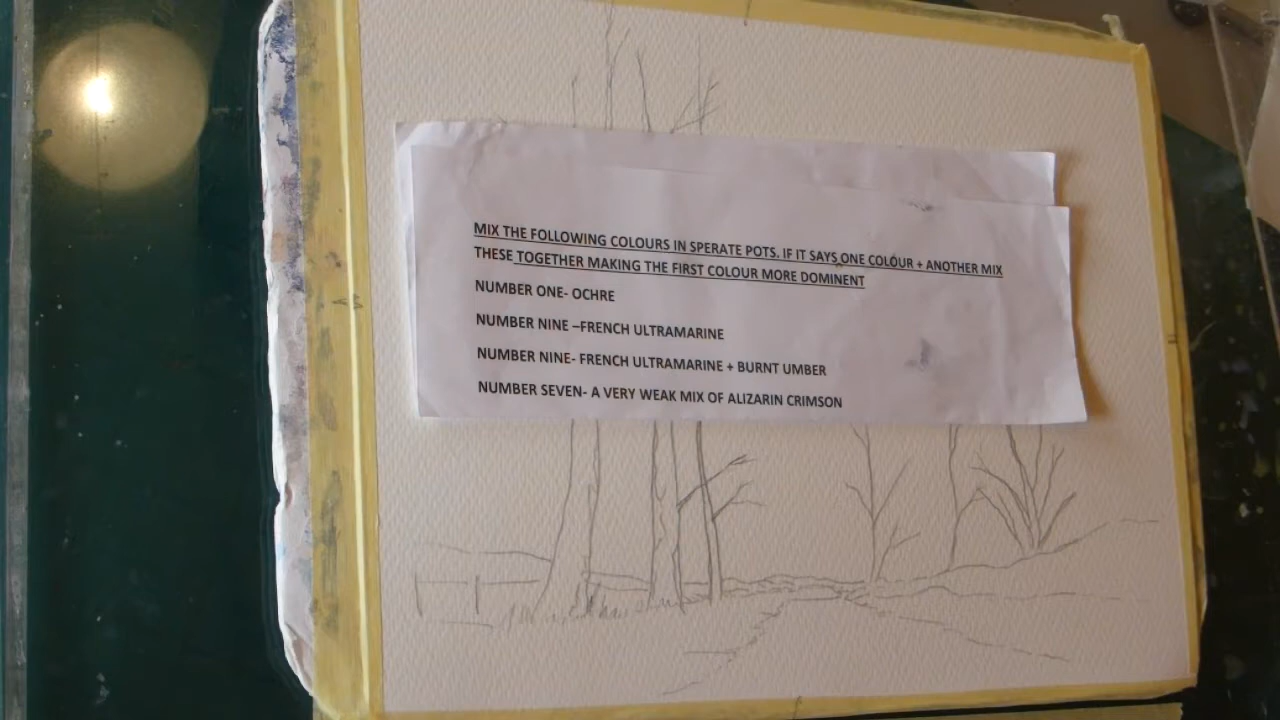 MIX THE FOLLOWING COLOURS IN SPERATE POTS. IF IT SAYS ONE COLOUR + ANOTHER MIX
THESE TOGETHER MAKING THE FIRST COLOUR MORE DOMINENT
NUMBER ONE- OCHRE
NUMBER NINE –FRENCH ULTRAMARINE
NUMBER NINE- FRENCH ULTRAMARINE + BURNT UMBER
NUMBER SEVEN- A VERY WEAK MIX OF ALIZARIN CRIMSON